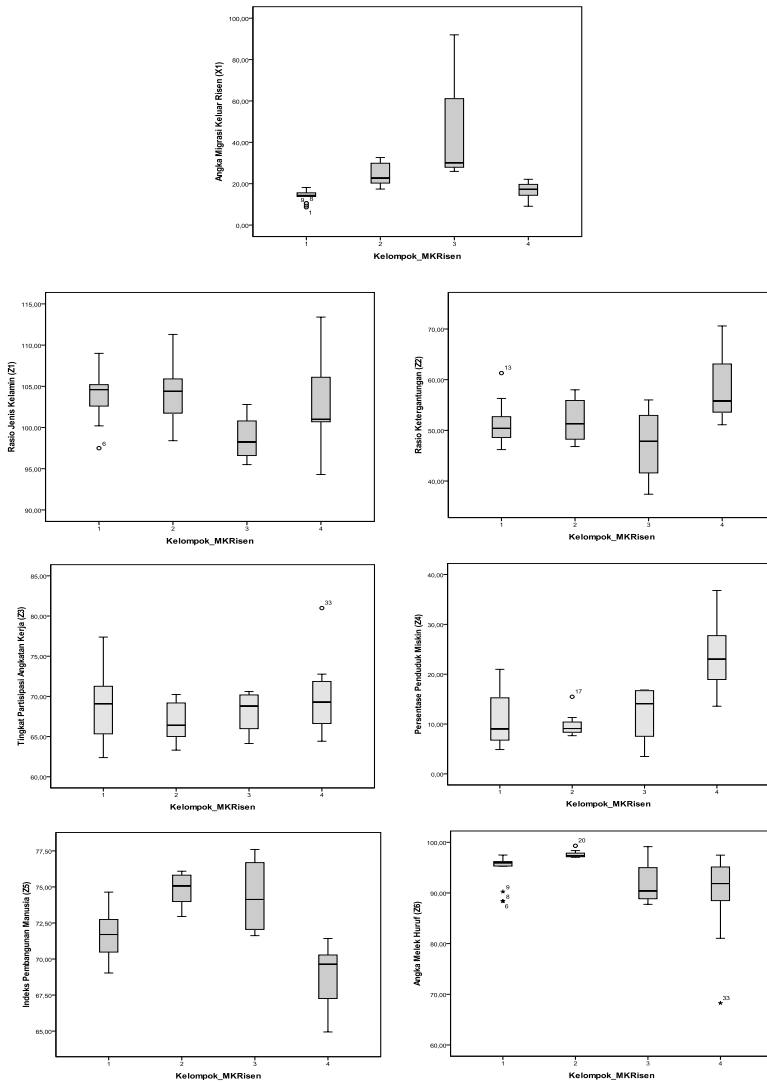 100,00
80,00
60,00
40,00
20,00
0,00
Angka Migrasi Keluar Risen (X1)
9 8
1
1 2 3 4
Kelompok_MKRisen
115,00
110,00
105,00
100,00
95,00
90,00
Rasio Jenis Kelamin (Z1)
6
1 2 3 4
Kelompok_MKRisen
70,00
60,00
50,00
40,00
Rasio Ketergantungan (Z2)
13
1 2 3 4
Kelompok_MKRisen
85,00
80,00
75,00
70,00
65,00
60,00
Tingkat Partisipasi Angkatan Kerja (Z3)
33
1 2 3 4
Kelompok_MKRisen
40,00
30,00
20,00
10,00
0,00
Persentase Penduduk Miskin (Z4)
17
1 2 3 4
Kelompok_MKRisen
77,50
75,00
72,50
70,00
67,50
65,00
Indeks Pembangunan Manusia (Z5)
1 2 3 4
Kelompok_MKRisen
100,00
90,00
80,00
70,00
60,00
Angka Melek Huruf (Z6)
20
9
8
6
33
1 2 3 4
Kelompok_MKRisen